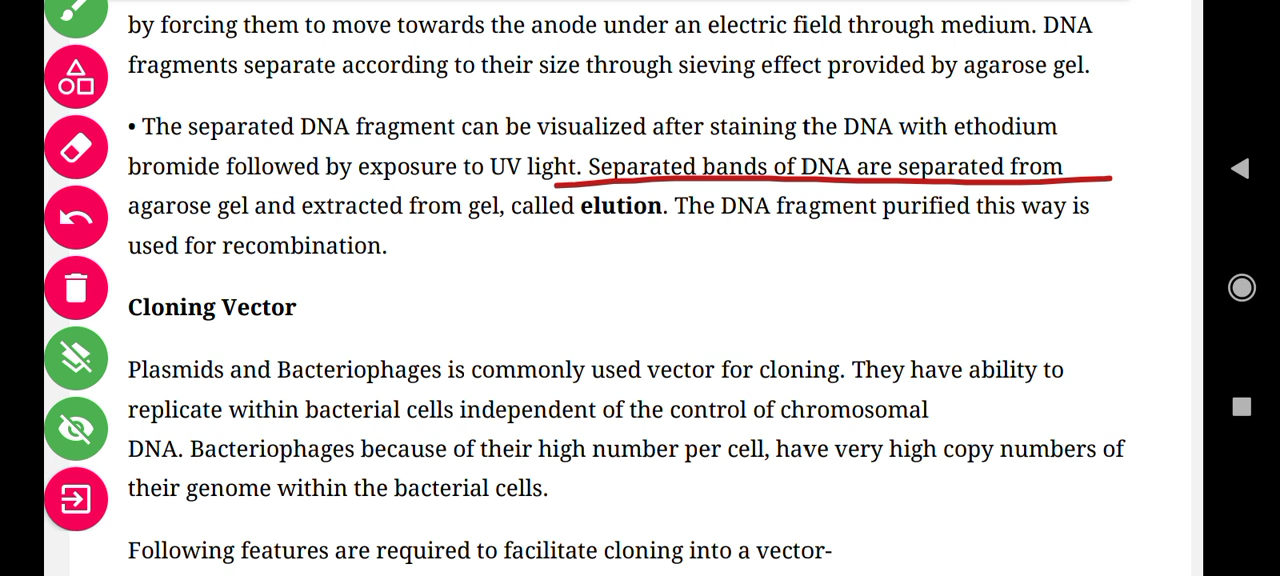 by forcing them to move towards the anode under an electric field through medium. DNA
fragments separate according to their size through sieving effect provided by agarose gel.
• The separated DNA fragment can be visualized after staining the DNA with ethodium
bromide followed by exposure to UV light. Separated bands of DNA are separated from
agarose gel and extracted from gel, called elution. The DNA fragment purified this way is
used for recombination.
Cloning Vector
Plasmids and Bacteriophages is commonly used vector for cloning. They have ability to
replicate within bacterial cells independent of the control of chromosomal
DNA. Bacteriophages because of their high number per cell, have very high copy numbers of
their genome within the bacterial cells.
Following features are required to facilitate cloning into a vector-